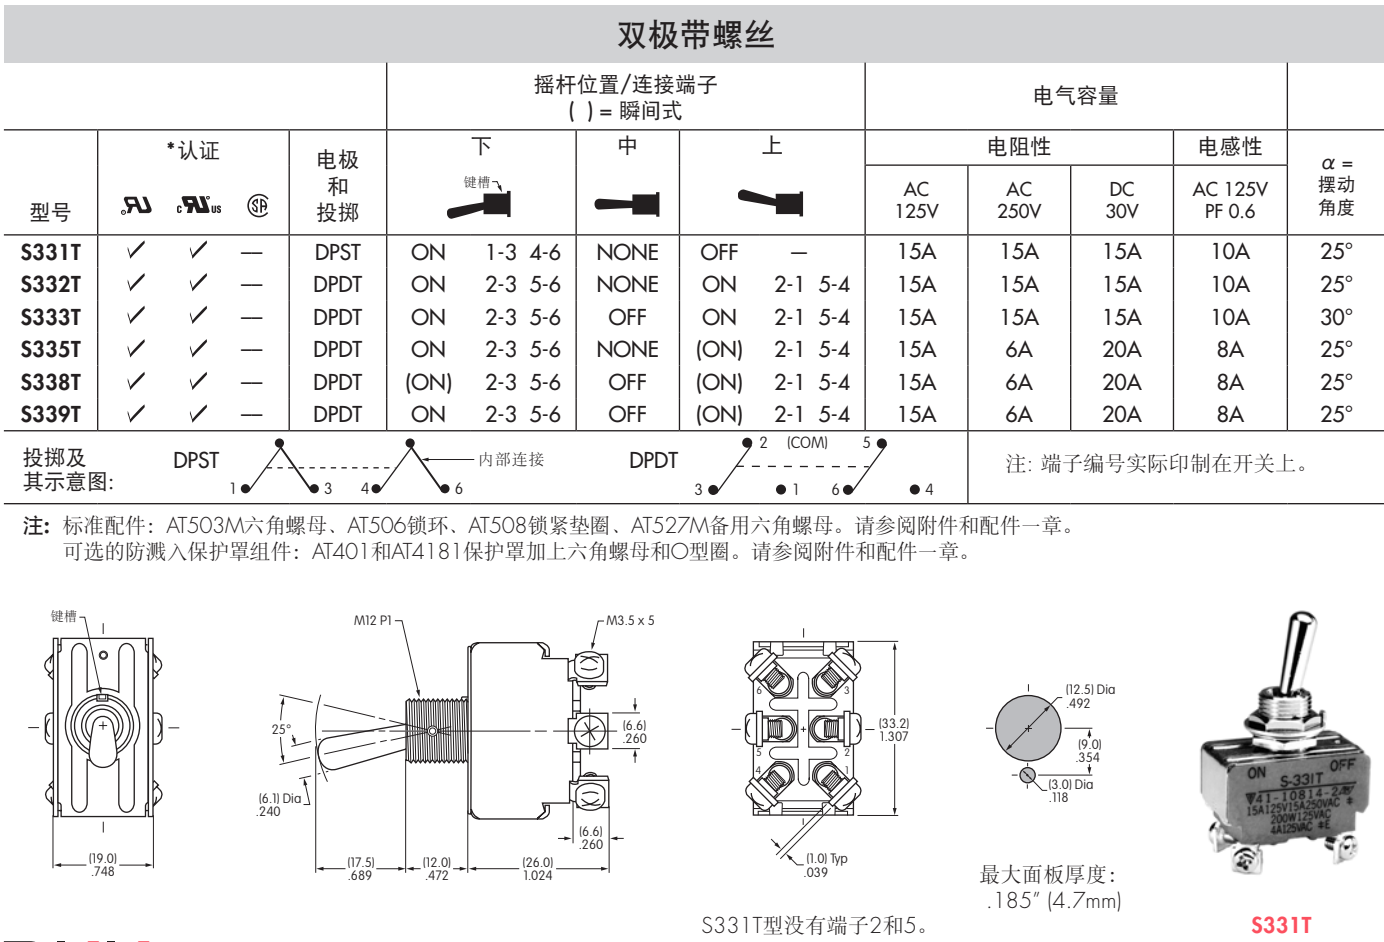 双极带螺丝
摇杆位置/连接端子
( ) = 瞬间式
电气容量
*认证
电极
和
投掷
下
中
上
电阻性
电感性
α =
摆动
角度
型号
键槽
AC
125V
AC
250V
DC
30V
AC 125V
PF 0.6
S331T ✓ ✓ — DPST ON 1-3 4-6 NONE OFF — 15A 15A 15A 10A 25°
S332T ✓ ✓ — DPDT ON 2-3 5-6 NONE ON 2-1 5-4 15A 15A 15A 10A 25°
S333T ✓ ✓ — DPDT ON 2-3 5-6 OFF ON 2-1 5-4 15A 15A 15A 10A 30°
S335T ✓ ✓ — DPDT ON 2-3 5-6 NONE (ON) 2-1 5-4 15A 6A 20A 8A 25°
S338T ✓ ✓ — DPDT (ON) 2-3 5-6 OFF (ON) 2-1 5-4 15A 6A 20A 8A 25°
S339T ✓ ✓ — DPDT ON 2-3 5-6 OFF (ON) 2-1 5-4 15A 6A 20A 8A 25°
投掷及
其示意图:
DPST
1 3 4 6
内部连接
DPDT
2 (COM) 5
3 1 6 4
注: 端子编号实际印制在开关上。
注: 标准配件: AT503M六角螺母、AT506锁环、AT508锁紧垫圈、AT527M备用六角螺母。请参阅附件和配件一章。
可选的防溅入保护罩组件: AT401和AT4181保护罩加上六角螺母和O型圈。请参阅附件和配件一章。
键槽
(19.0)
.748
M12 P1
M3.5 x 5
25°
(6.1) Dia
.240
(6.6)
.260
(6.6)
.260
(17.5)
.689
(12.0)
.472
(26.0)
1.024
6 3
5 2
4 1
(33.2)
1.307
(1.0) Typ
.039
S331T型没有端子2和5。
(12.5) Dia
.492
(9.0)
.354
(3.0) Dia
.118
最大面板厚度:
.185" (4.7mm)
ON OFF
S-331T
41-10814-2
15A125V15A250VAC
200W125VAC
4A125VAC
S331T